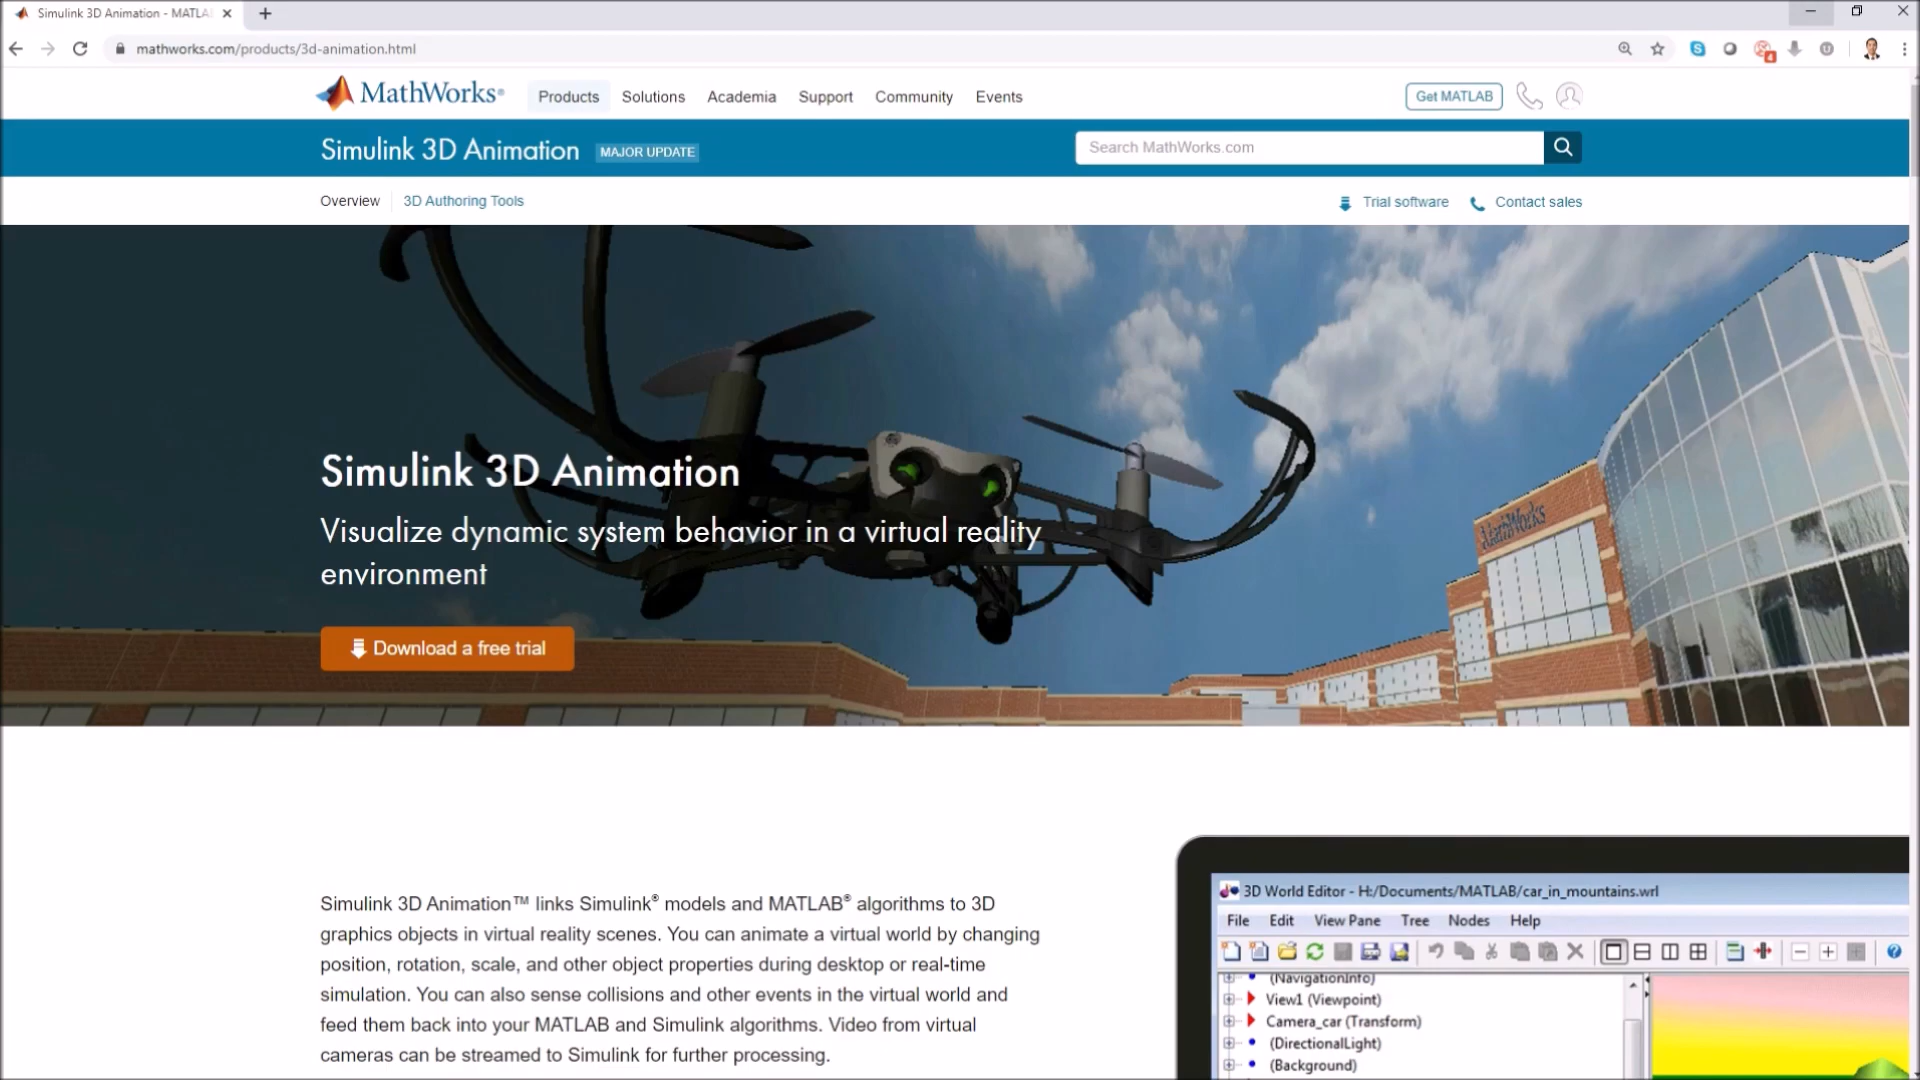 Simulink 3D Animation - MATLA
mathworks.com/products/3d-animation.html
4
MathWorks®
Products
Solutions
Academia
Support
Community
Events
Get MATLAB
Simulink 3D Animation
MAJOR UPDATE
Search MathWorks.com
Overview
3D Authoring Tools
Trial software
Contact sales
MathWorks
Simulink 3D Animation
Visualize dynamic system behavior in a virtual reality
environment
Download a free trial
Simulink 3D Animation™ links Simulink® models and MATLAB® algorithms to 3D
graphics objects in virtual reality scenes. You can animate a virtual world by changing
position, rotation, scale, and other object properties during desktop or real-time
simulation. You can also sense collisions and other events in the virtual world and
feed them back into your MATLAB and Simulink algorithms. Video from virtual
cameras can be streamed to Simulink for further processing.
3D World Editor - H:/Documents/MATLAB/car_in_mountains.wrl
File Edit View Pane Tree Nodes Help
(NavigationInfo)
View1 (Viewpoint)
Camera_car (Transform)
(DirectionalLight)
(Background)